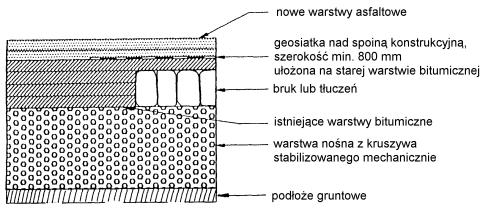 nowe warstwy asfaltowe
geosiatka nad spoiną konstrukcyjną,
szerokość min. 800 mm
ułożona na starej warstwie bitumicznej
bruk lub tłuczeń
istniejące warstwy bitumiczne
warstwa nośna z kruszywa
stabilizowanego mechanicznie
podłoże gruntowe